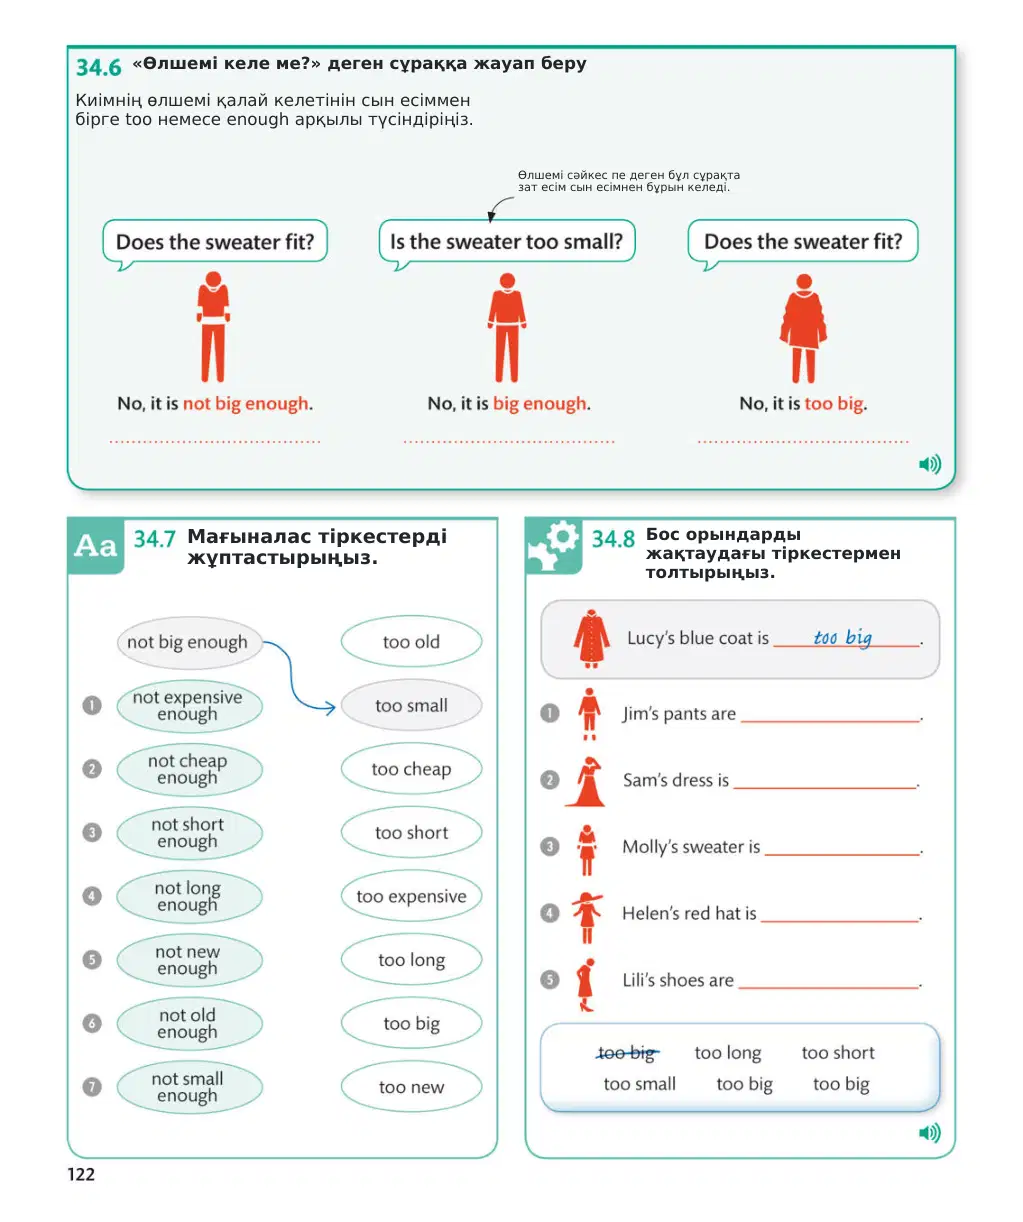 34.6 «Өлшемі келе ме?» деген сұраққа жауап беру
Киімнің өлшемі қалай келетінін сын есіммен
бірге too немесе enough арқылы түсіндіріңіз.
Өлшемі сәйкес пе деген бұл сұрақта
зат есім сын есімнен бұрын келеді.
Does the sweater fit?
Is the sweater too small?
Does the sweater fit?
No, it is not big enough.
No, it is big enough.
No, it is too big.
Aa 34.7 Мағыналас тіркестерді
жұптастырыңыз.
not big enough
too old
1 not expensive
enough
too small
2 not cheap
enough
too cheap
3 not short
enough
too short
4 not long
enough
too expensive
5 not new
enough
too long
6 not old
enough
too big
7 not small
enough
too new
34.8 Бос орындарды
жақтаудағы тіркестермен
толтырыңыз.
Lucy’s blue coat is too big.
1 Jim’s pants are ____.
2 Sam’s dress is ____.
3 Molly’s sweater is ____.
4 Helen’s red hat is ____.
5 Lili’s shoes are ____.
too big too long too short
too small too big too big
122